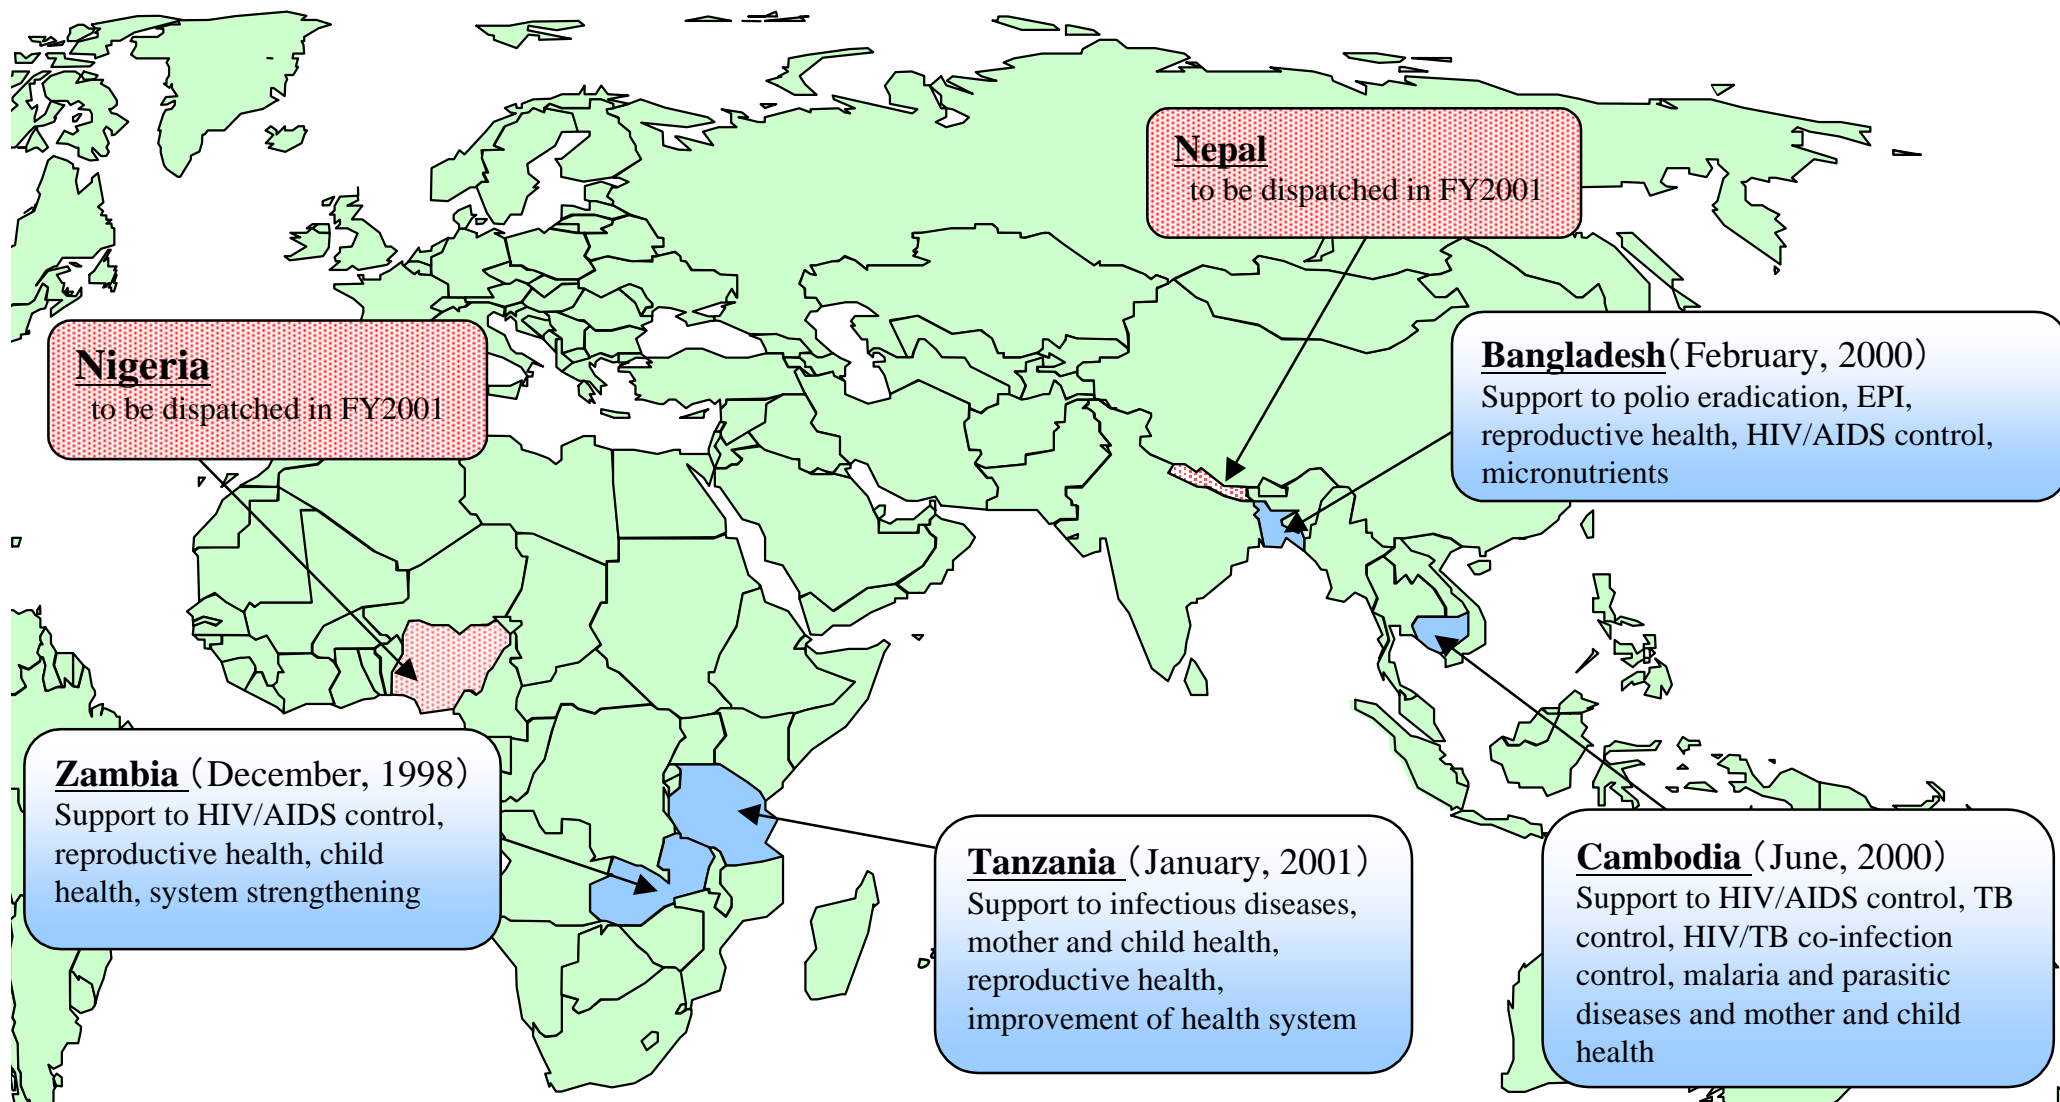 Nepal
to be dispatched in FY2001
Bangladesh（February, 2000）
Support to polio eradication, EPI,
reproductive health, HIV/AIDS control,
micronutrients
Nigeria
to be dispatched in FY2001
Zambia（December, 1998）
Support to HIV/AIDS control,
reproductive health, child
health, system strengthening
Tanzania（January, 2001）
Support to infectious diseases,
mother and child health,
reproductive health,
improvement of health system
Cambodia（June, 2000）
Support to HIV/AIDS control, TB
control, HIV/TB co-infection
control, malaria and parasitic
diseases and mother and child
health